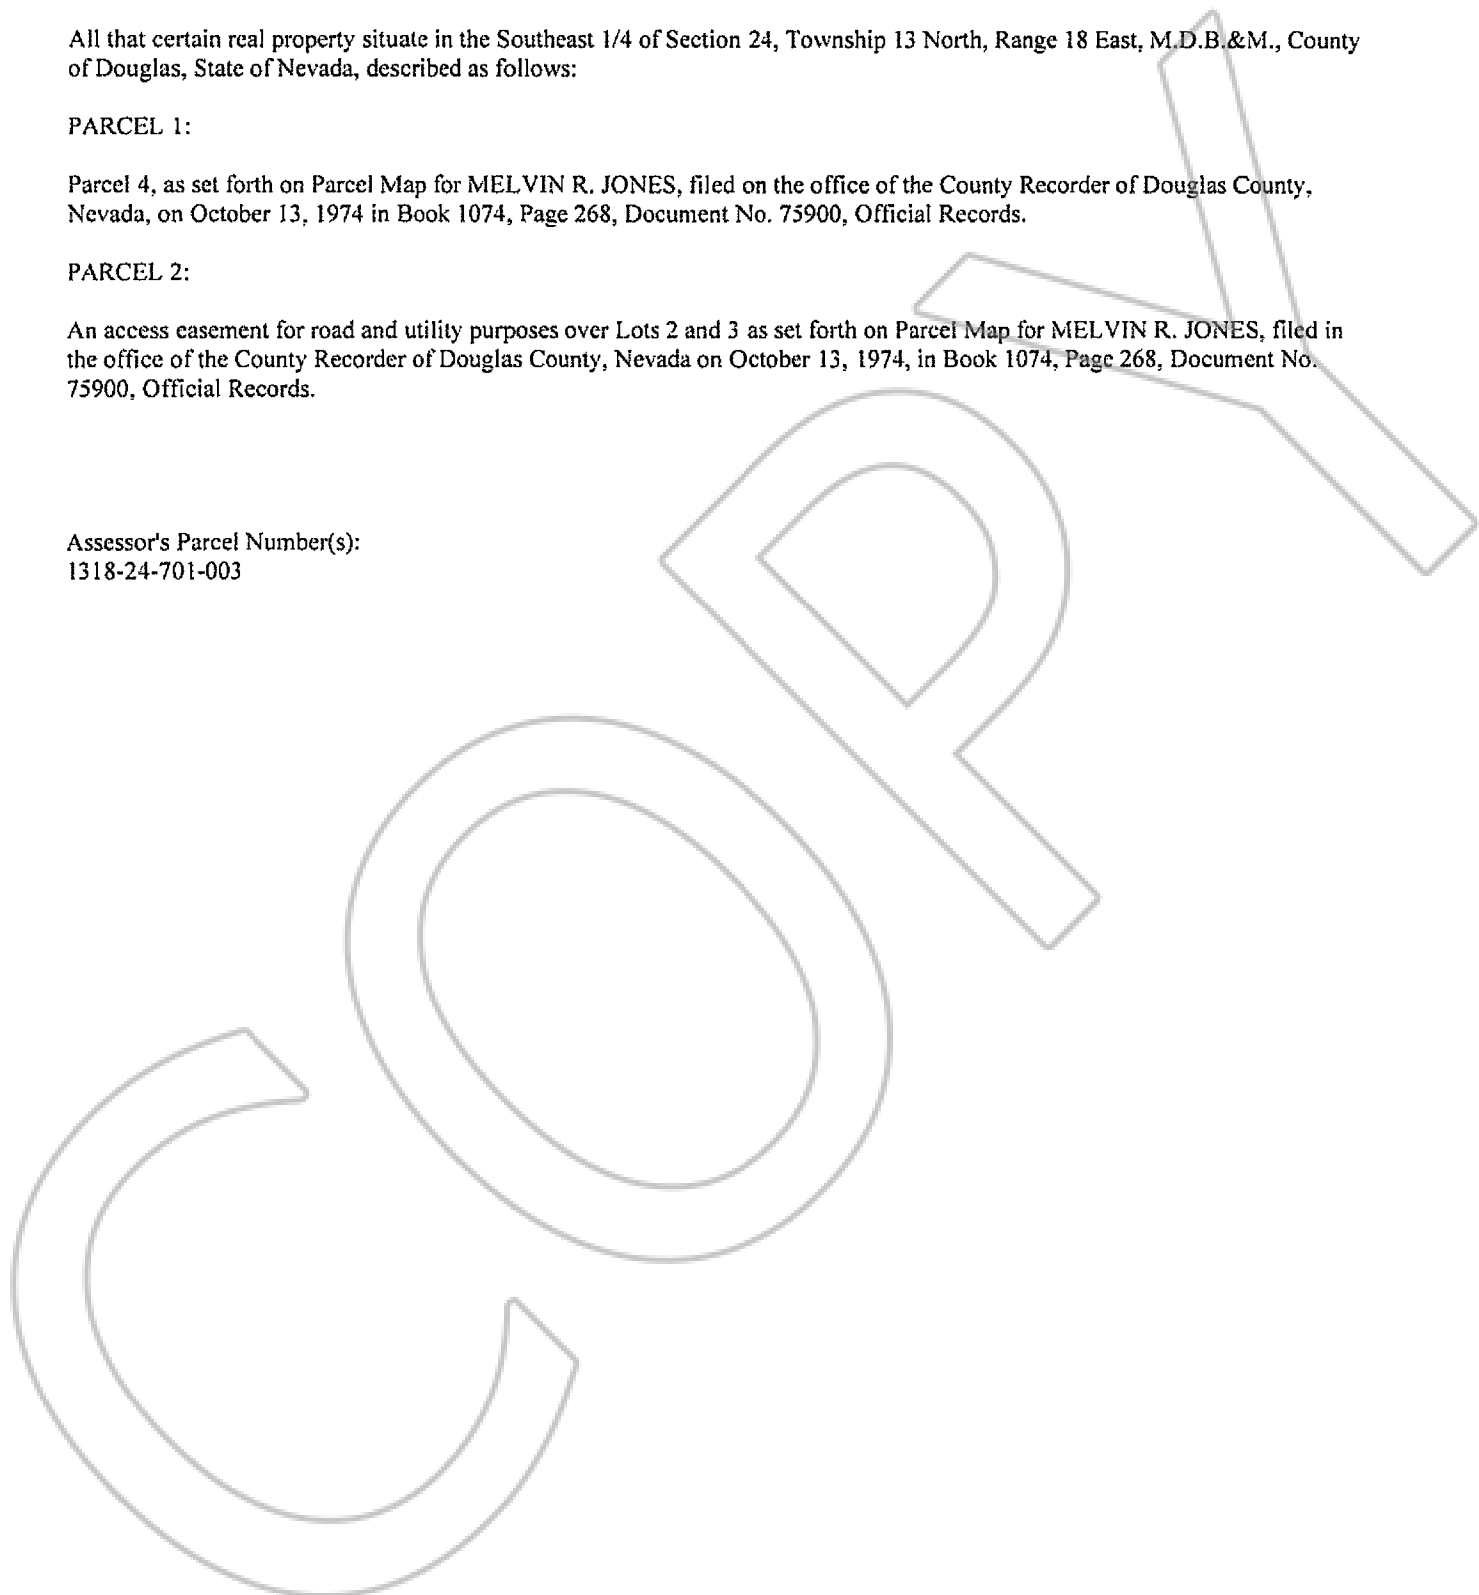 All that certain real property situate in the Southeast 1/4 of Section 24, Township 13 North, Range 18 East, M.D.B.&M., County
of Douglas, State of Nevada, described as follows:
PARCEL 1:
Parcel 4, as set forth on Parcel Map for MELVIN R. JONES, filed on the office of the County Recorder of Douglas County,
Nevada, on October 13, 1974 in Book 1074, Page 268, Document No. 75900, Official Records.
PARCEL 2:
An access easement for road and utility purposes over Lots 2 and 3 as set forth on Parcel Map for MELVIN R. JONES, filed in
the office of the County Recorder of Douglas County, Nevada on October 13, 1974, in Book 1074, Page 268, Document No.
75900, Official Records.
Assessor's Parcel Number(s):
1318-24-701-003
COPY